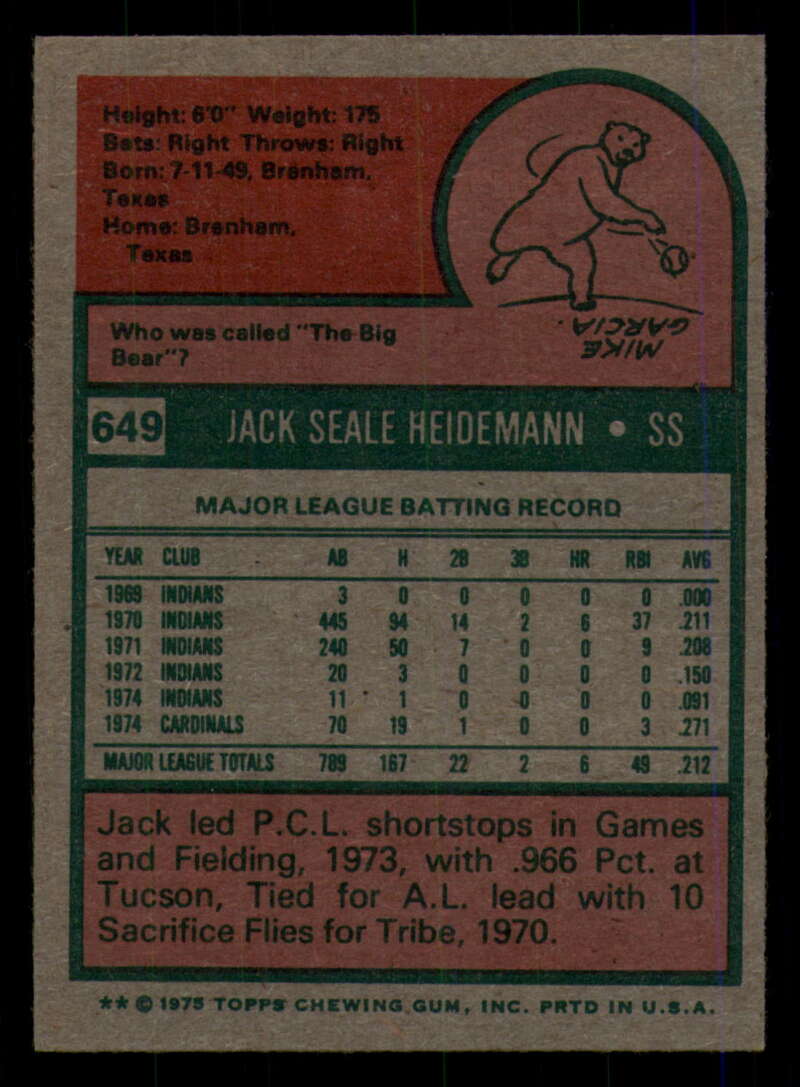 Height: 6'0" Weight: 175
Bats: Right Throws: Right
Born: 7-11-49, Brenham,
Texas
Home: Brenham,
Texas
Who was called "The Big
Bear"?
MIKE
GARCIA.
649 JACK SEALE HEIDEMANN • SS
MAJOR LEAGUE BATTING RECORD
YEAR CLUB AB H 2B 3B HR RBI AVG
1969 INDIANS 3 0 0 0 0 0 .000
1970 INDIANS 445 94 14 2 6 37 .211
1971 INDIANS 240 50 7 0 0 9 .208
1972 INDIANS 20 3 0 0 0 0 .150
1974 INDIANS 11 1 0 0 0 0 .091
1974 CARDINALS 70 19 1 0 0 3 .271
MAJOR LEAGUE TOTALS 789 167 22 2 6 49 .212
Jack led P.C.L. shortstops in Games
and Fielding, 1973, with .966 Pct. at
Tucson, Tied for A.L. lead with 10
Sacrifice Flies for Tribe, 1970.
** © 1975 TOPPS CHEWING GUM, INC. PRTD IN U.S.A.